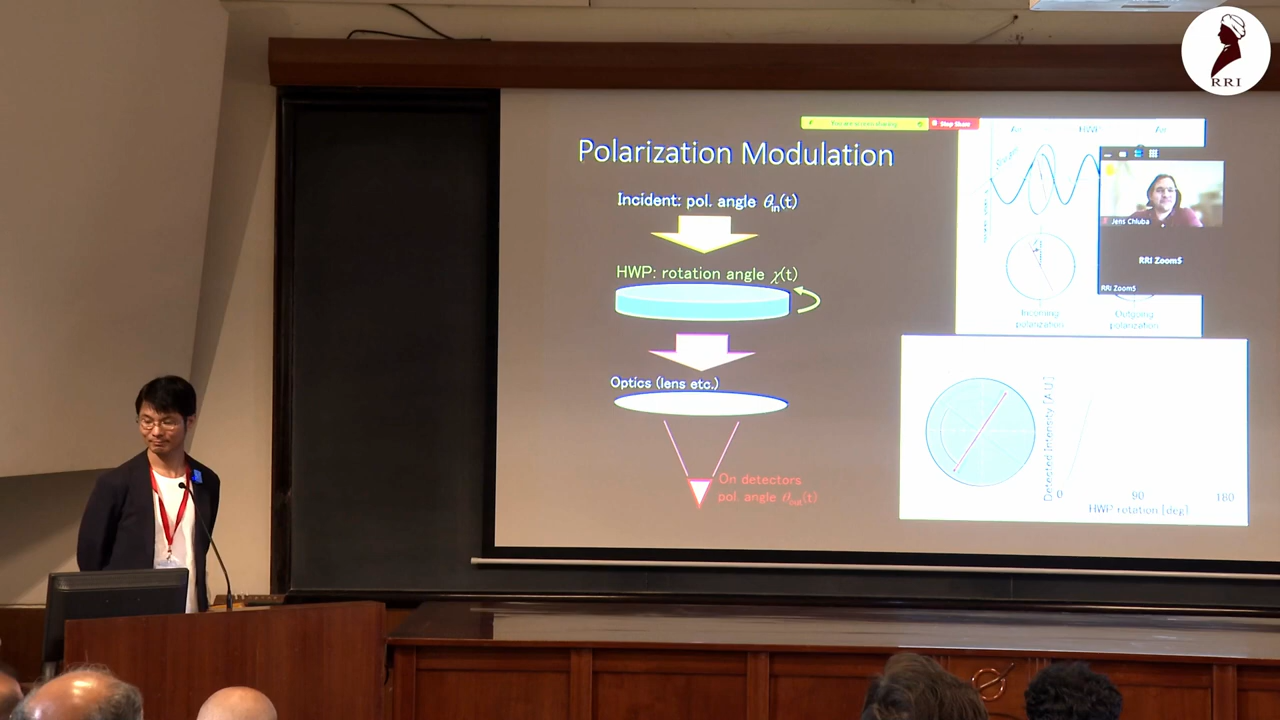 RRI
Stop Share
Polarization Modulation
Incident: pol. angle θin(t)
HWP: rotation angle χ(t)
Optics (lens etc.)
On detectors
pol. angle θout(t)
HWP
Jens Chluba
RRI Zoom5
RRI Zoom5
Incoming
polarization
Outgoing
polarization
Detected Intensity [A.U]
0
90
180
HWP rotation [deg]